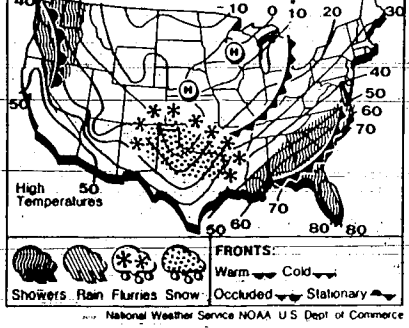 40
-10 0 10 20 30
H
H
50
40
50
60
70
High
Temperatures
50
50 60 70 80 80
FRONTS:
Warm Cold
Showers Rain Flurries Snow
Occluded Stationary
National Weather Service NOAA U S Dept of Commerce